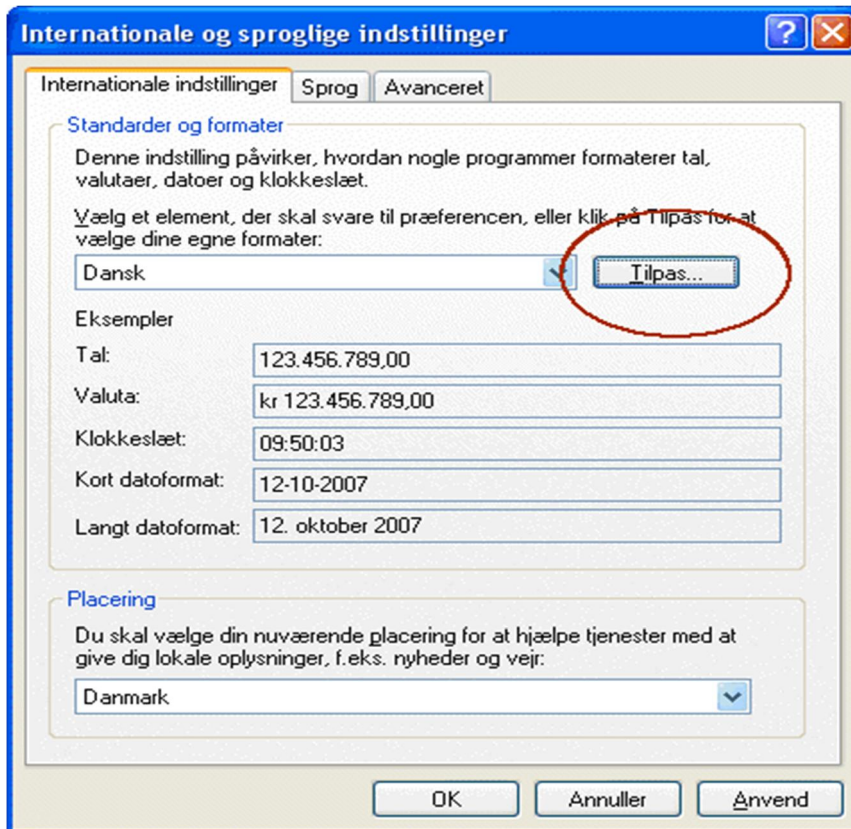 Internationale og sproglige indstillinger
Internationale indstillinger Sprog Avanceret
Standarder og formater
Denne indstilling påvirker, hvordan nogle programmer formaterer tal,
valutaer, datoer og klokkeslæt.
Vælg et element, der skal svare til præferencen, eller klik på Tilpas for at
vælge dine egne formater:
Dansk Tilpas...
Eksempler
Tal: 123.456.789,00
Valuta: kr 123.456.789,00
Klokkeslæt: 09:50:03
Kort datoformat: 12-10-2007
Langt datoformat: 12. oktober 2007
Placering
Du skal vælge din nuværende placering for at hjælpe tjenester med at
give dig lokale oplysninger, f.eks. nyheder og vejr:
Danmark
OK Annuller Anvend